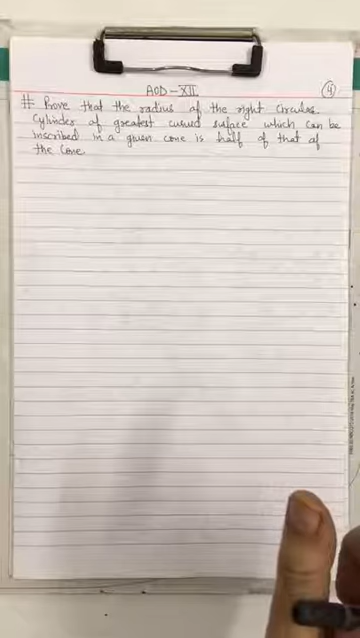 AOD - XII
④
# Prove that the radius of the right circular
cylinder of greatest curved surface which can be
inscribed in a given cone is half of that of
the cone.